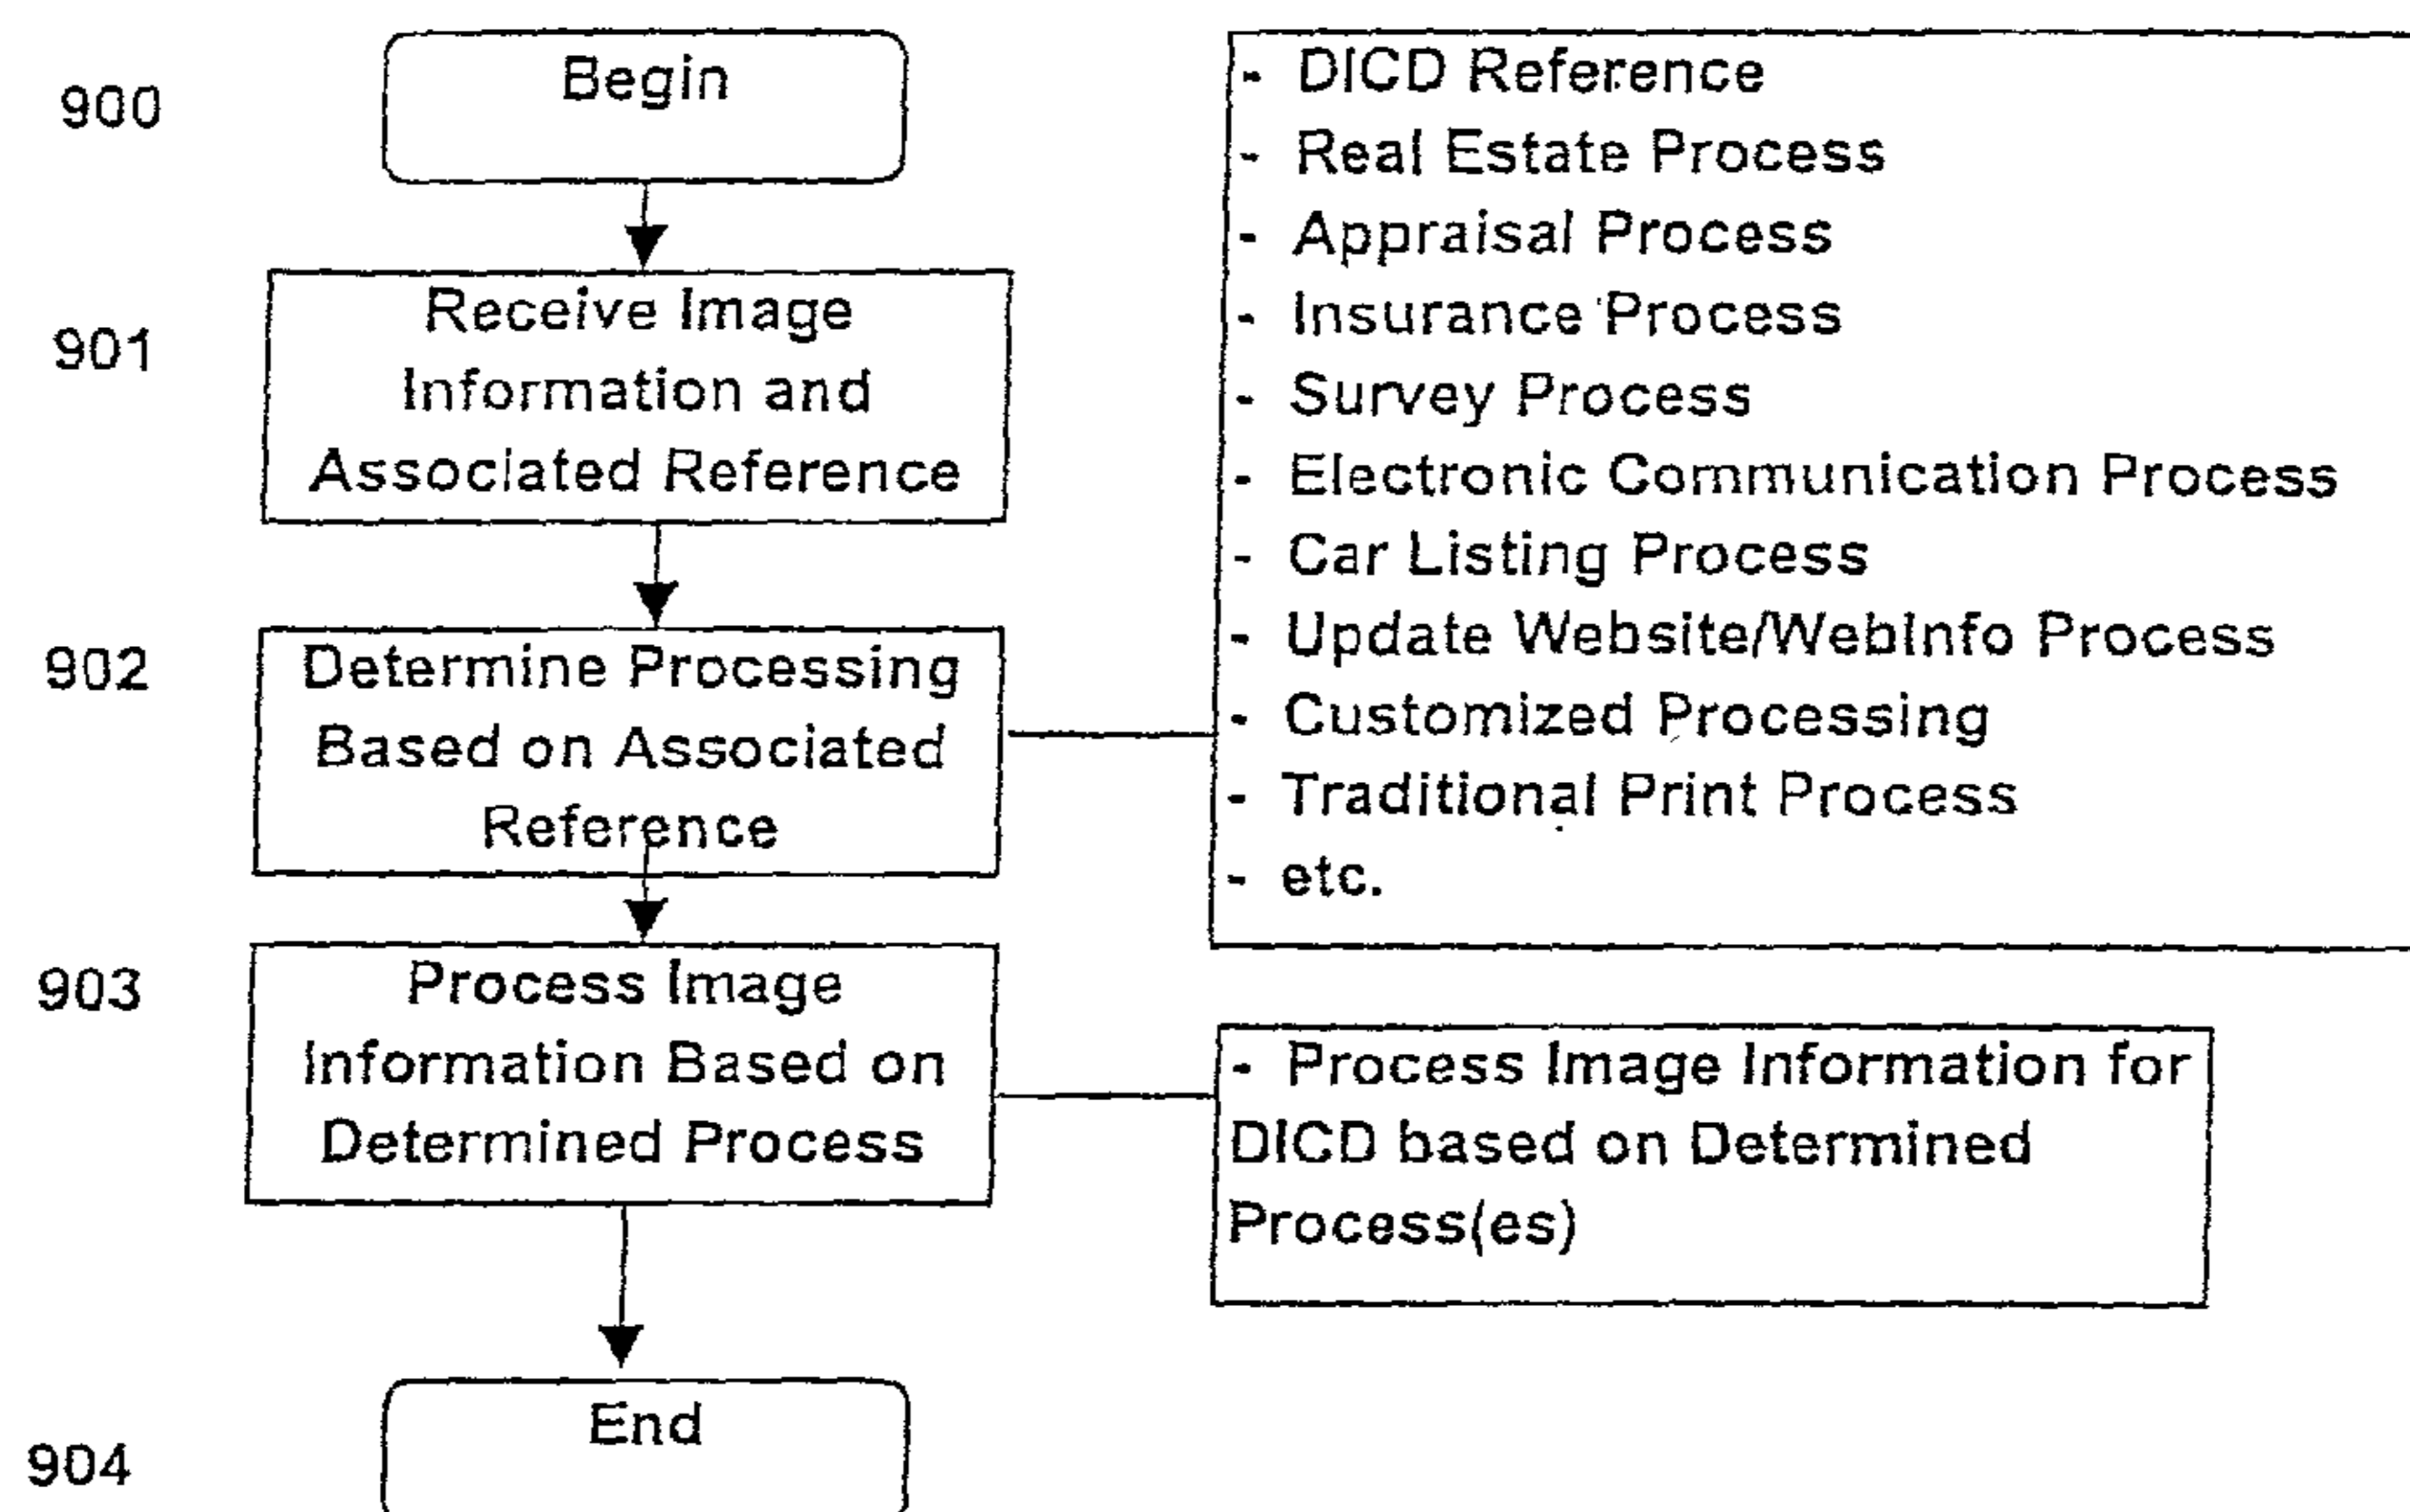 900
Begin
901
Receive Image
Information and
Associated Reference
902
Determine Processing
Based on Associated
Reference
- DICD Reference
- Real Estate Process
- Appraisal Process
- Insurance Process
- Survey Process
- Electronic Communication Process
- Car Listing Process
- Update Website/WebInfo Process
- Customized Processing
- Traditional Print Process
- etc.
903
Process Image
Information Based on
Determined Process
- Process Image Information for
DICD based on Determined
Process(es)
904
End